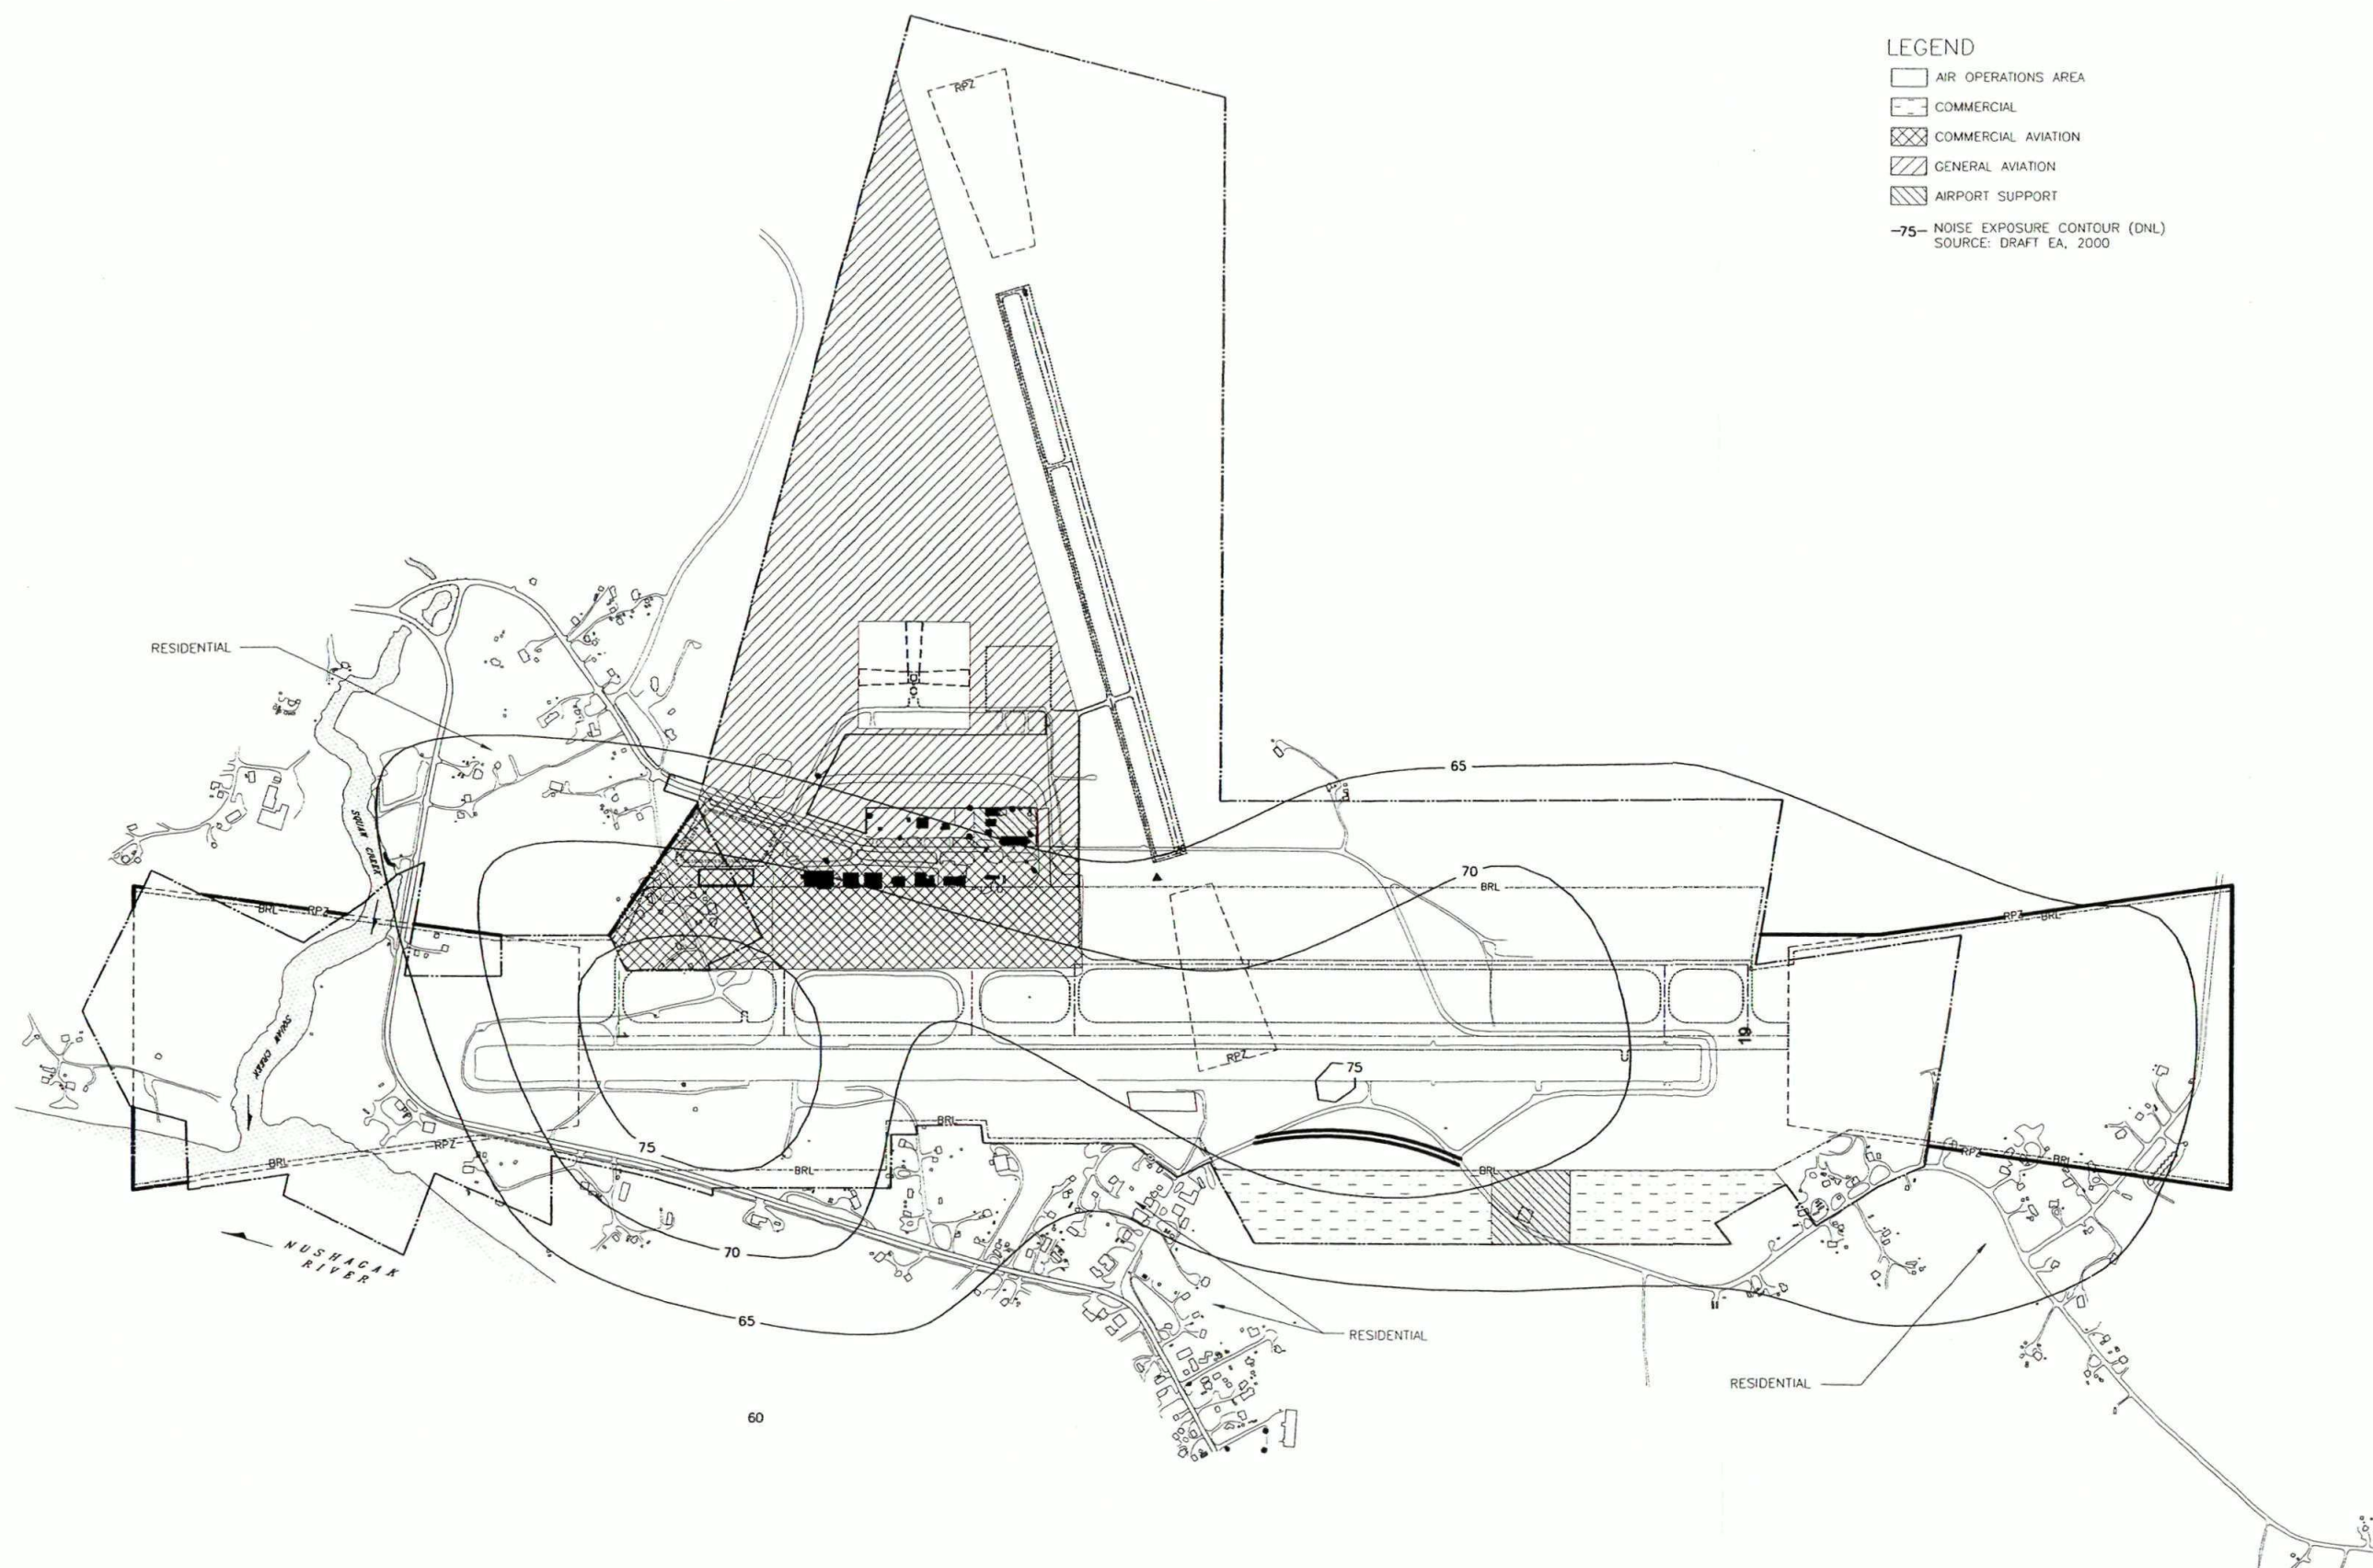 LEGEND
AIR OPERATIONS AREA
COMMERCIAL
COMMERCIAL AVIATION
GENERAL AVIATION
AIRPORT SUPPORT
—75— NOISE EXPOSURE CONTOUR (DNL)
SOURCE: DRAFT EA, 2000
RPZ
RESIDENTIAL
65
SQUAW CREEK
70
BRL
BRL
RPZ
RPZ
BRL
SQUAW CREEK
19
RPZ
75
BRL
75
RPZ
BRL
BRL
BRL
RPZ
BRL
NUSHAGAK
RIVER
70
65
RESIDENTIAL
RESIDENTIAL
60